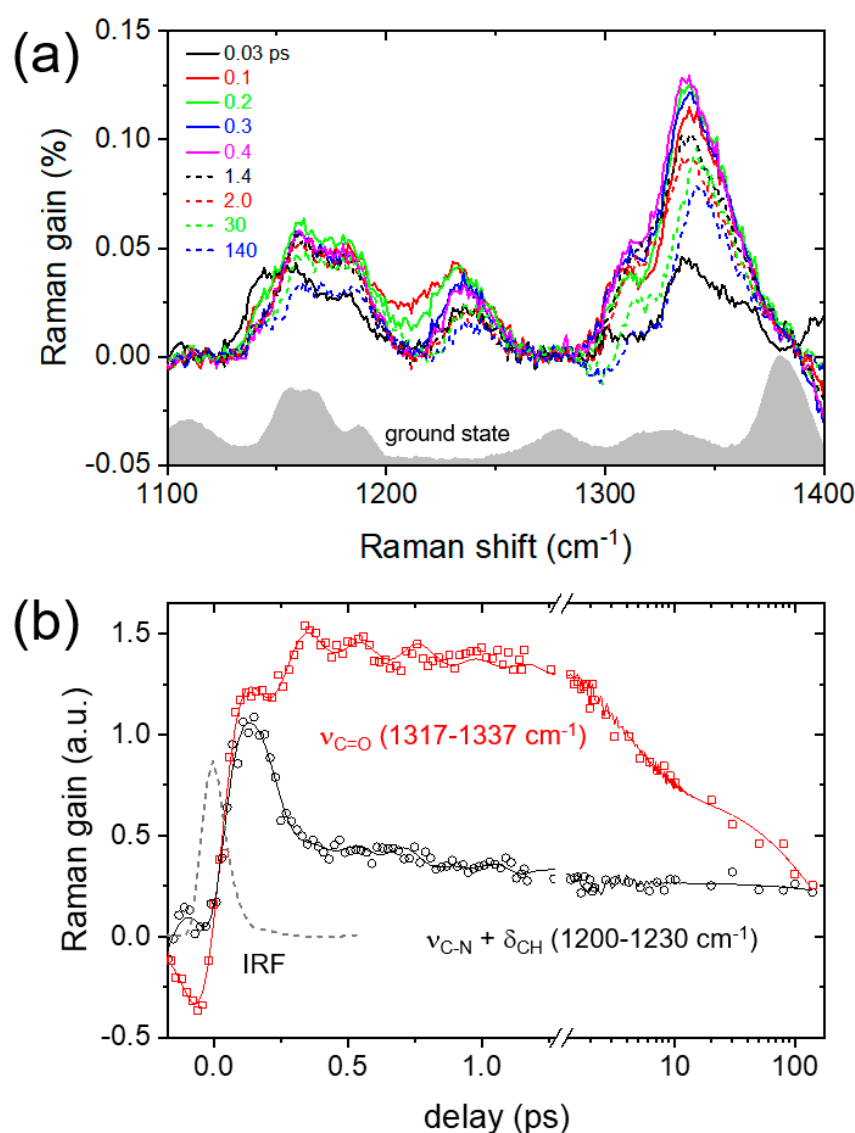 (a)
0.15
0.10
0.05
0.00
-0.05
Raman gain (%)
0.03 ps
0.1
0.2
0.3
0.4
1.4
2.0
30
140
ground state
1100
1200
1300
1400
Raman shift (cm⁻¹)
(b)
1.5
1.0
0.5
0.0
-0.5
Raman gain (a.u.)
νC=O (1317-1337 cm⁻¹)
IRF
νC-N + δCH (1200-1230 cm⁻¹)
0.0
0.5
1.0
10
100
delay (ps)